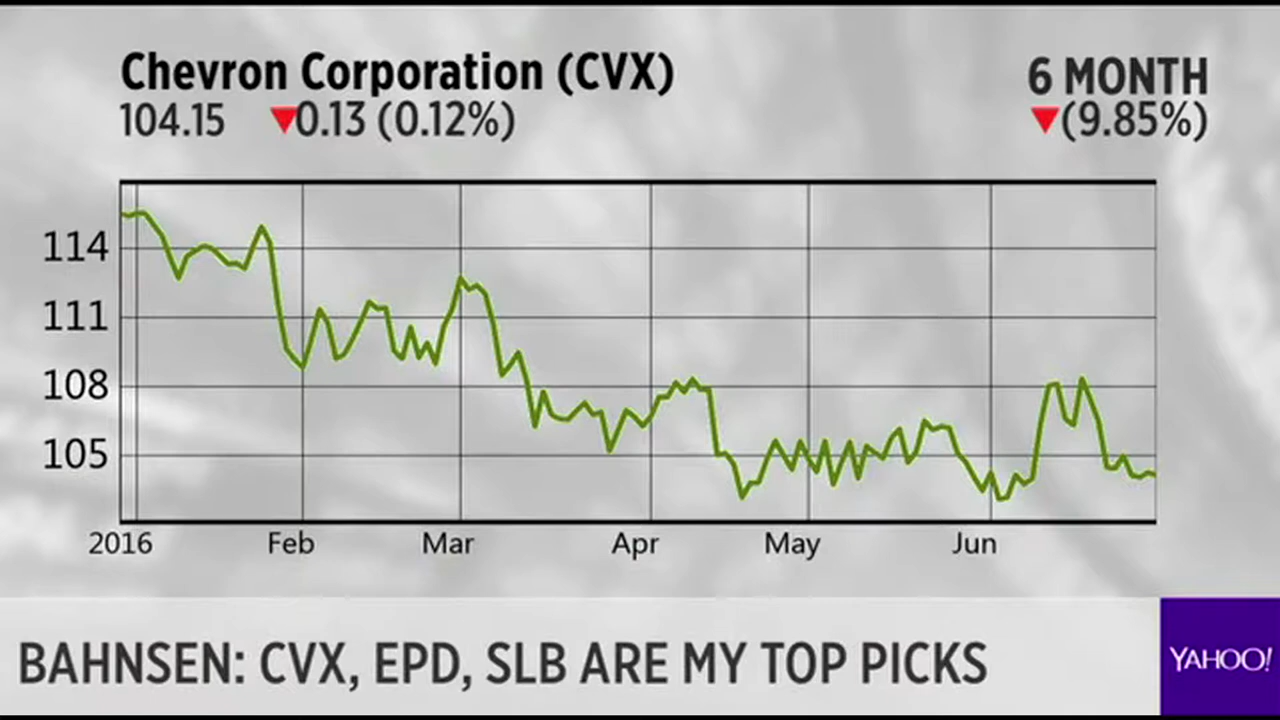 Chevron Corporation (CVX)
6 MONTH
104.15 ▼0.13 (0.12%)
▼(9.85%)
114
111
108
105
2016 Feb Mar Apr May Jun
BAHNSEN: CVX, EPD, SLB ARE MY TOP PICKS
YAHOO!